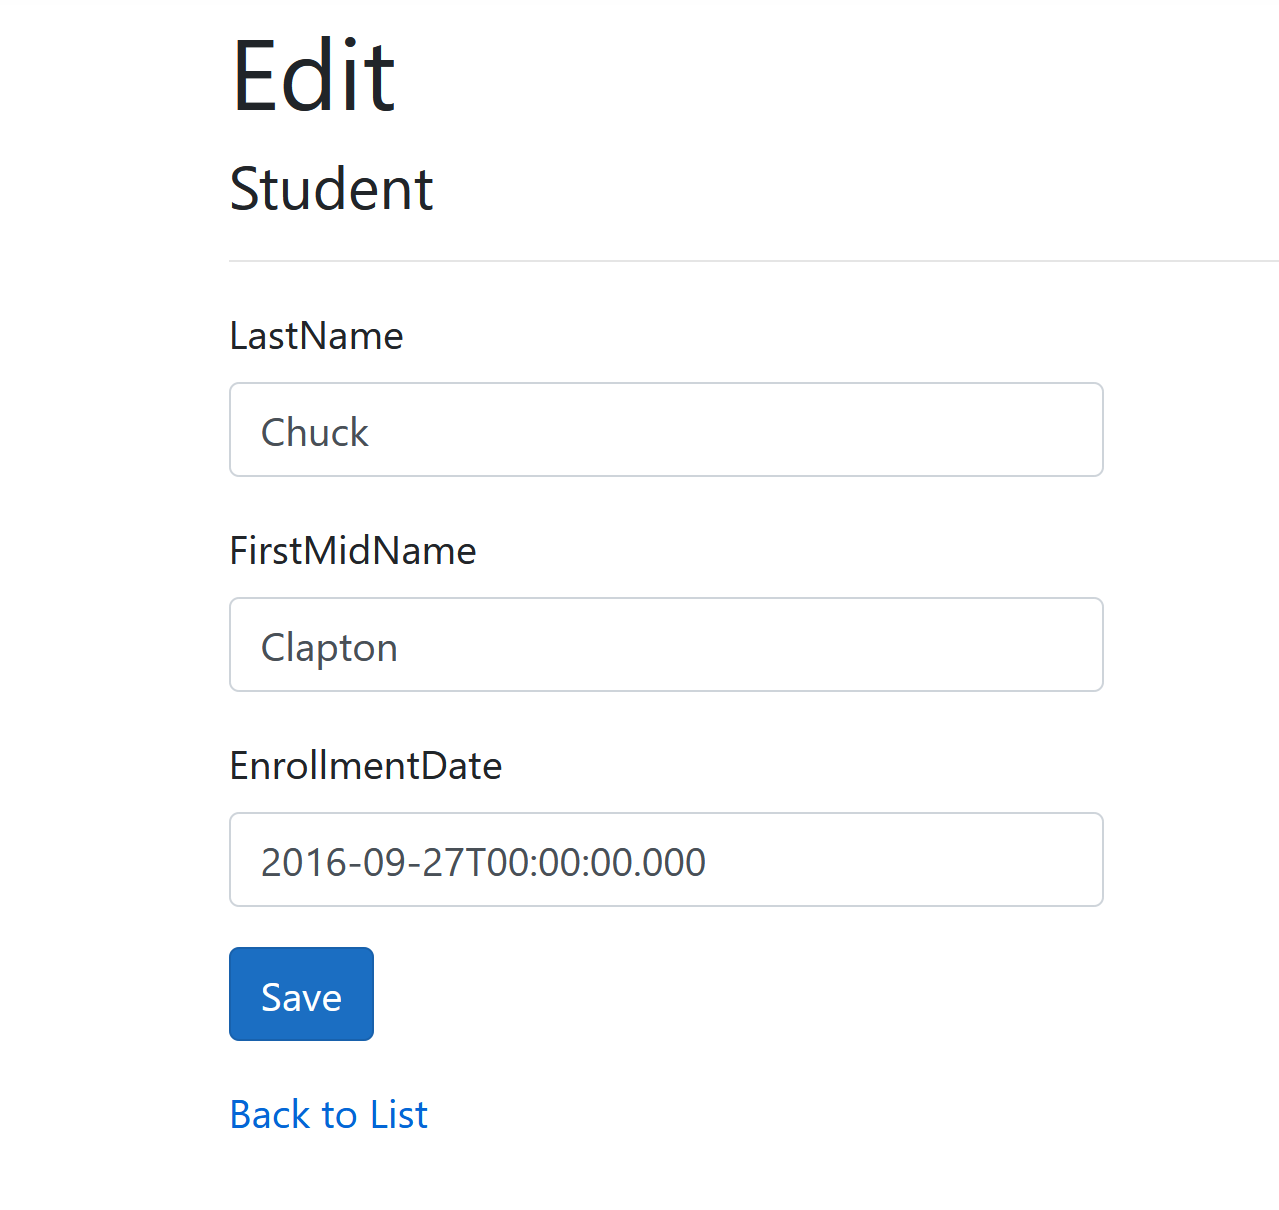 Edit
Student
LastName
Chuck
FirstMidName
Clapton
EnrollmentDate
2016-09-27T00:00:00.000
Save
Back to List